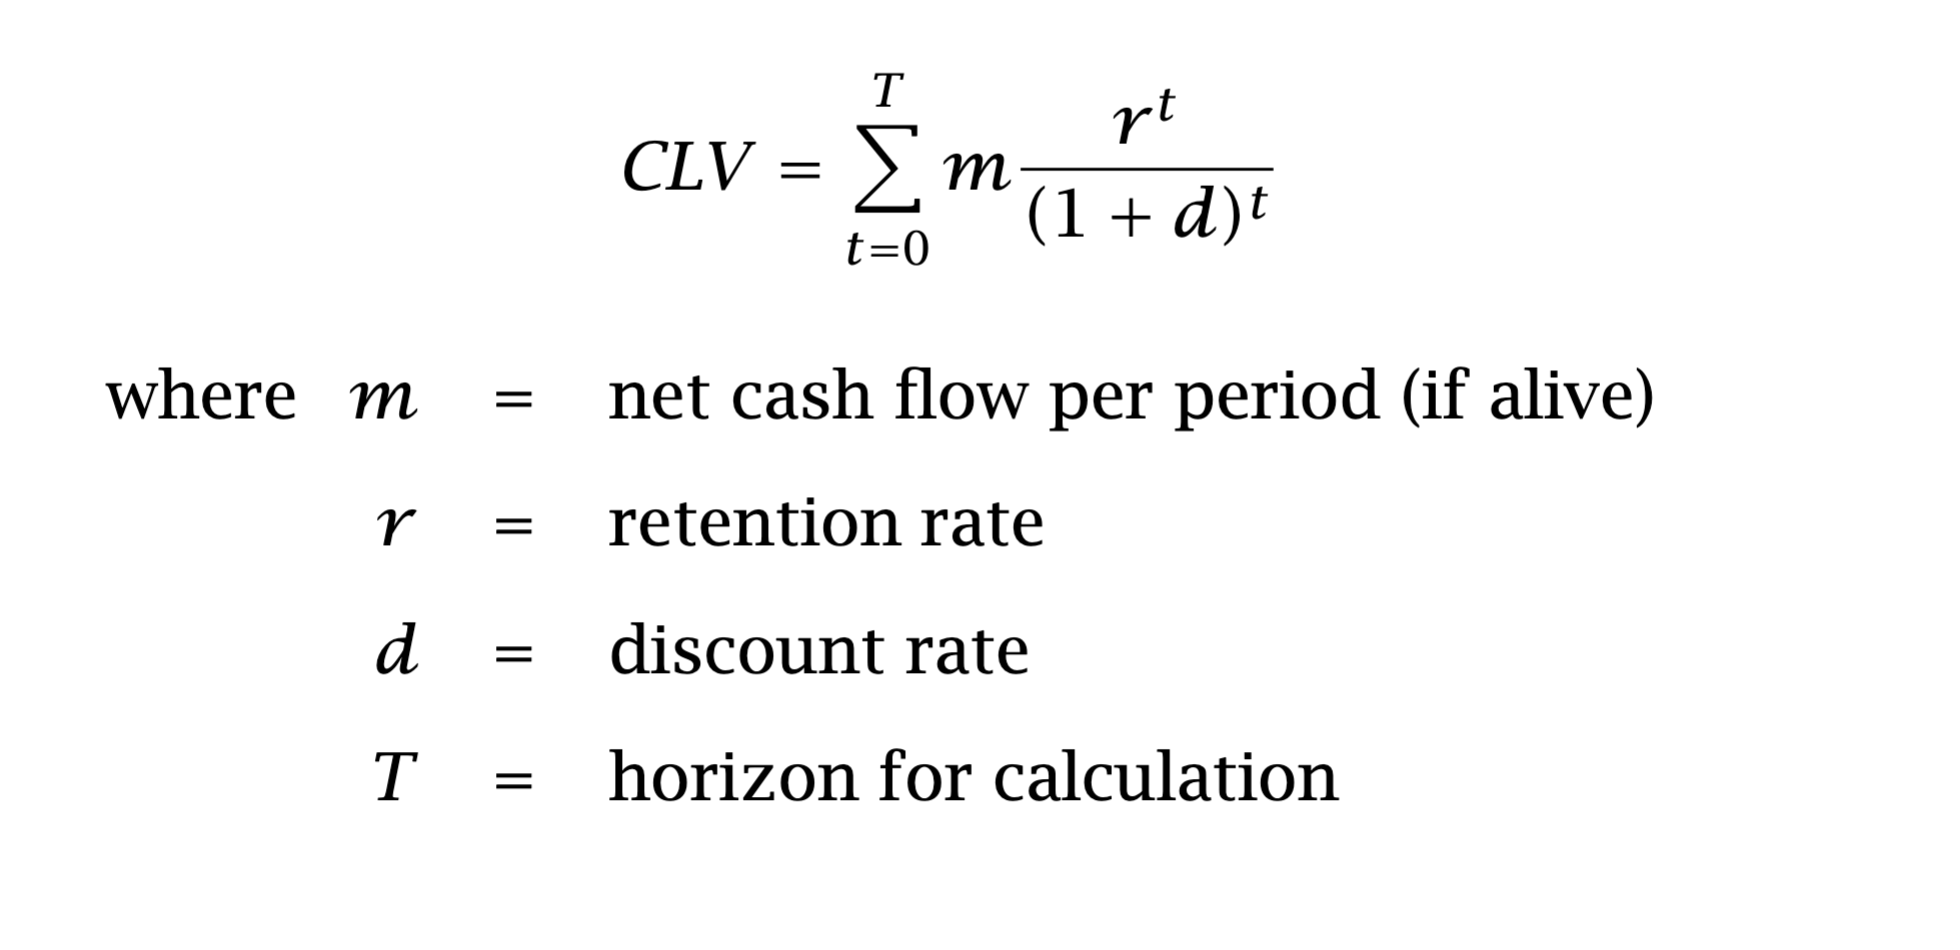 CLV = \sum_{t=0}^{T} m \frac{r^t}{(1 + d)^t}
where m = net cash flow per period (if alive)
r = retention rate
d = discount rate
T = horizon for calculation